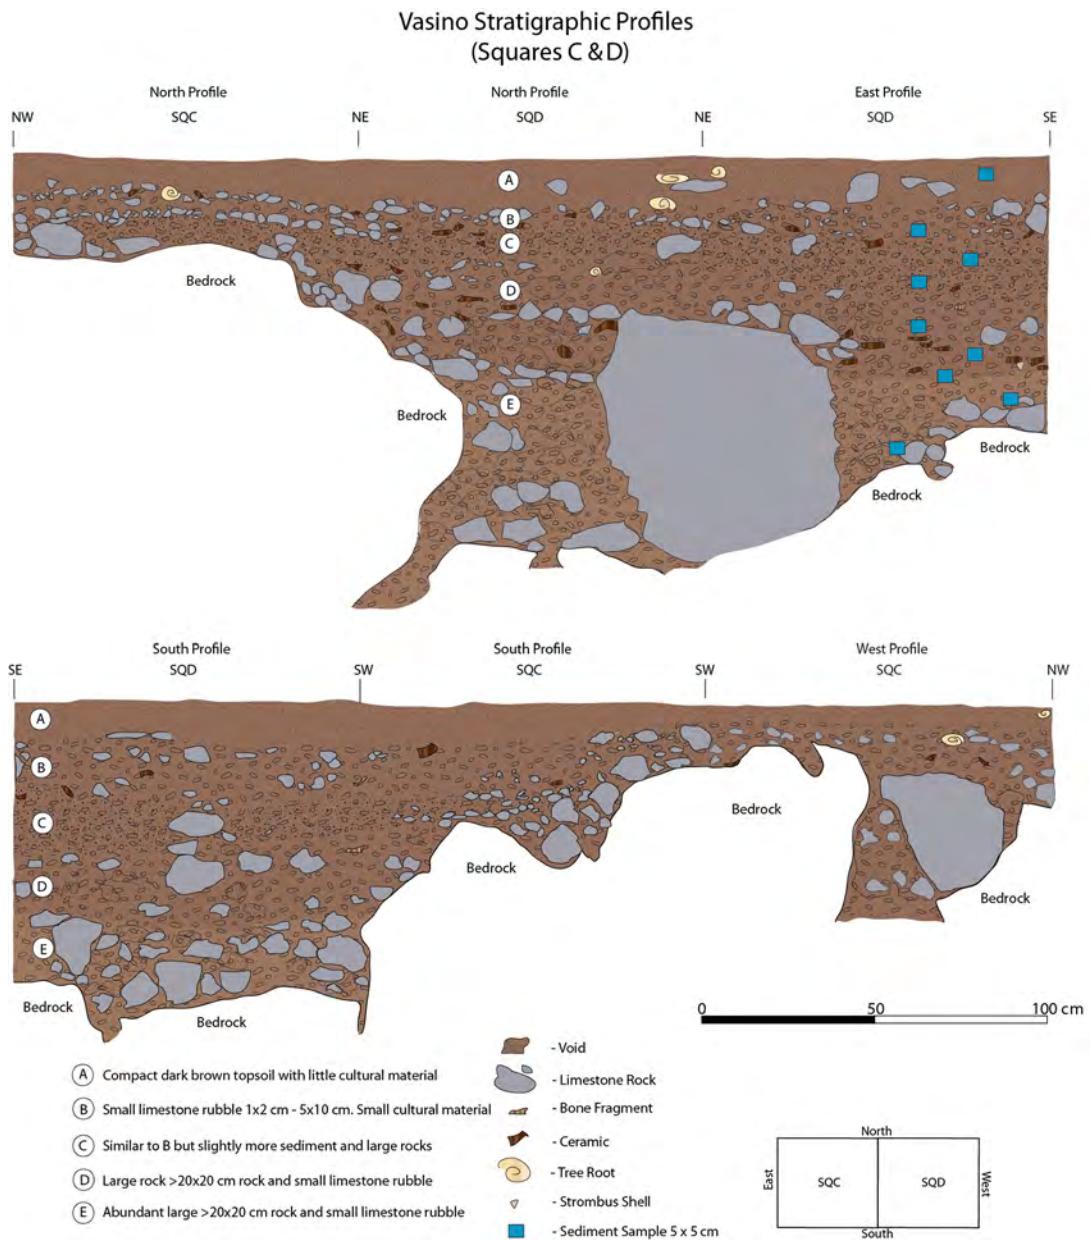 Vasino Stratigraphic Profiles
(Squares C & D)
North Profile
SQC
North Profile
SQD
East Profile
SQD
NW
NE
NE
SE
A
B
C
D
E
Bedrock
Bedrock
Bedrock
Bedrock
South Profile
SQD
South Profile
SQC
West Profile
SQC
SE
SW
SW
NW
A
B
C
D
E
Bedrock
Bedrock
Bedrock
Bedrock
Bedrock
0 50 100 cm
A Compact dark brown topsoil with little cultural material
B Small limestone rubble 1x2 cm - 5x10 cm. Small cultural material
C Similar to B but slightly more sediment and large rocks
D Large rock >20x20 cm rock and small limestone rubble
E Abundant large >20x20 cm rock and small limestone rubble
- Void
- Limestone Rock
- Bone Fragment
- Ceramic
- Tree Root
- Strombus Shell
- Sediment Sample 5 x 5 cm
North
East
SQC
SQD
West
South